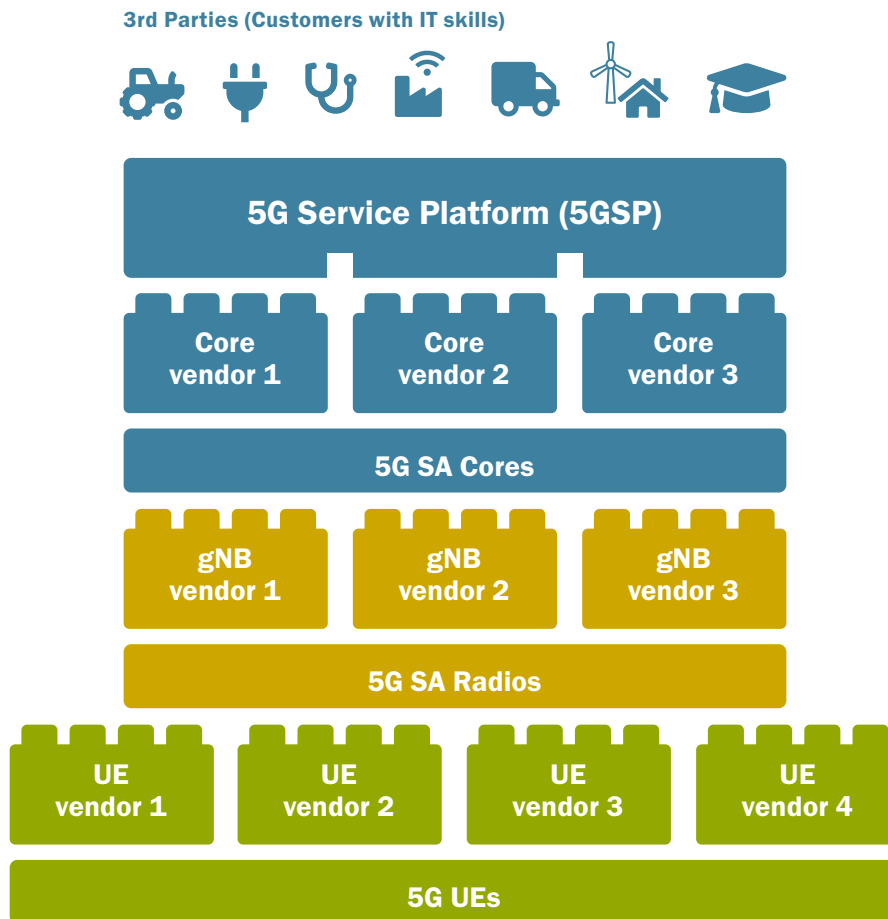 3rd Parties (Customers with IT skills)
5G Service Platform (5GSP)
Core
vendor 1
Core
vendor 2
Core
vendor 3
5G SA Cores
gNB
vendor 1
gNB
vendor 2
gNB
vendor 3
5G SA Radios
UE
vendor 1
UE
vendor 2
UE
vendor 3
UE
vendor 4
5G UEs